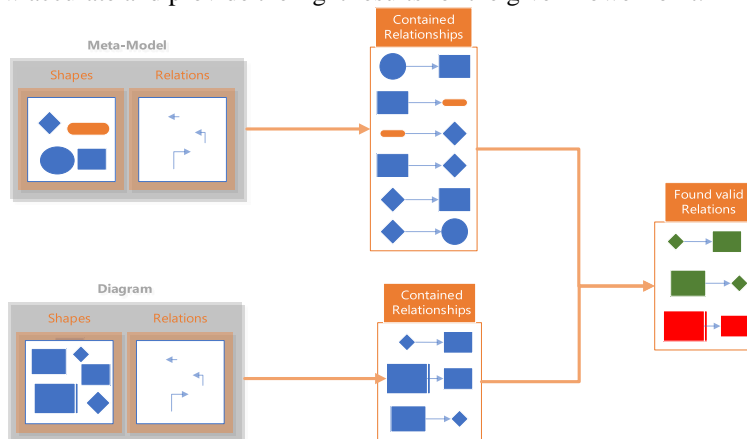 Meta-Model
Shapes Relations
Contained
Relationships
Found valid
Relations
Diagram
Shapes Relations
Contained
Relationships